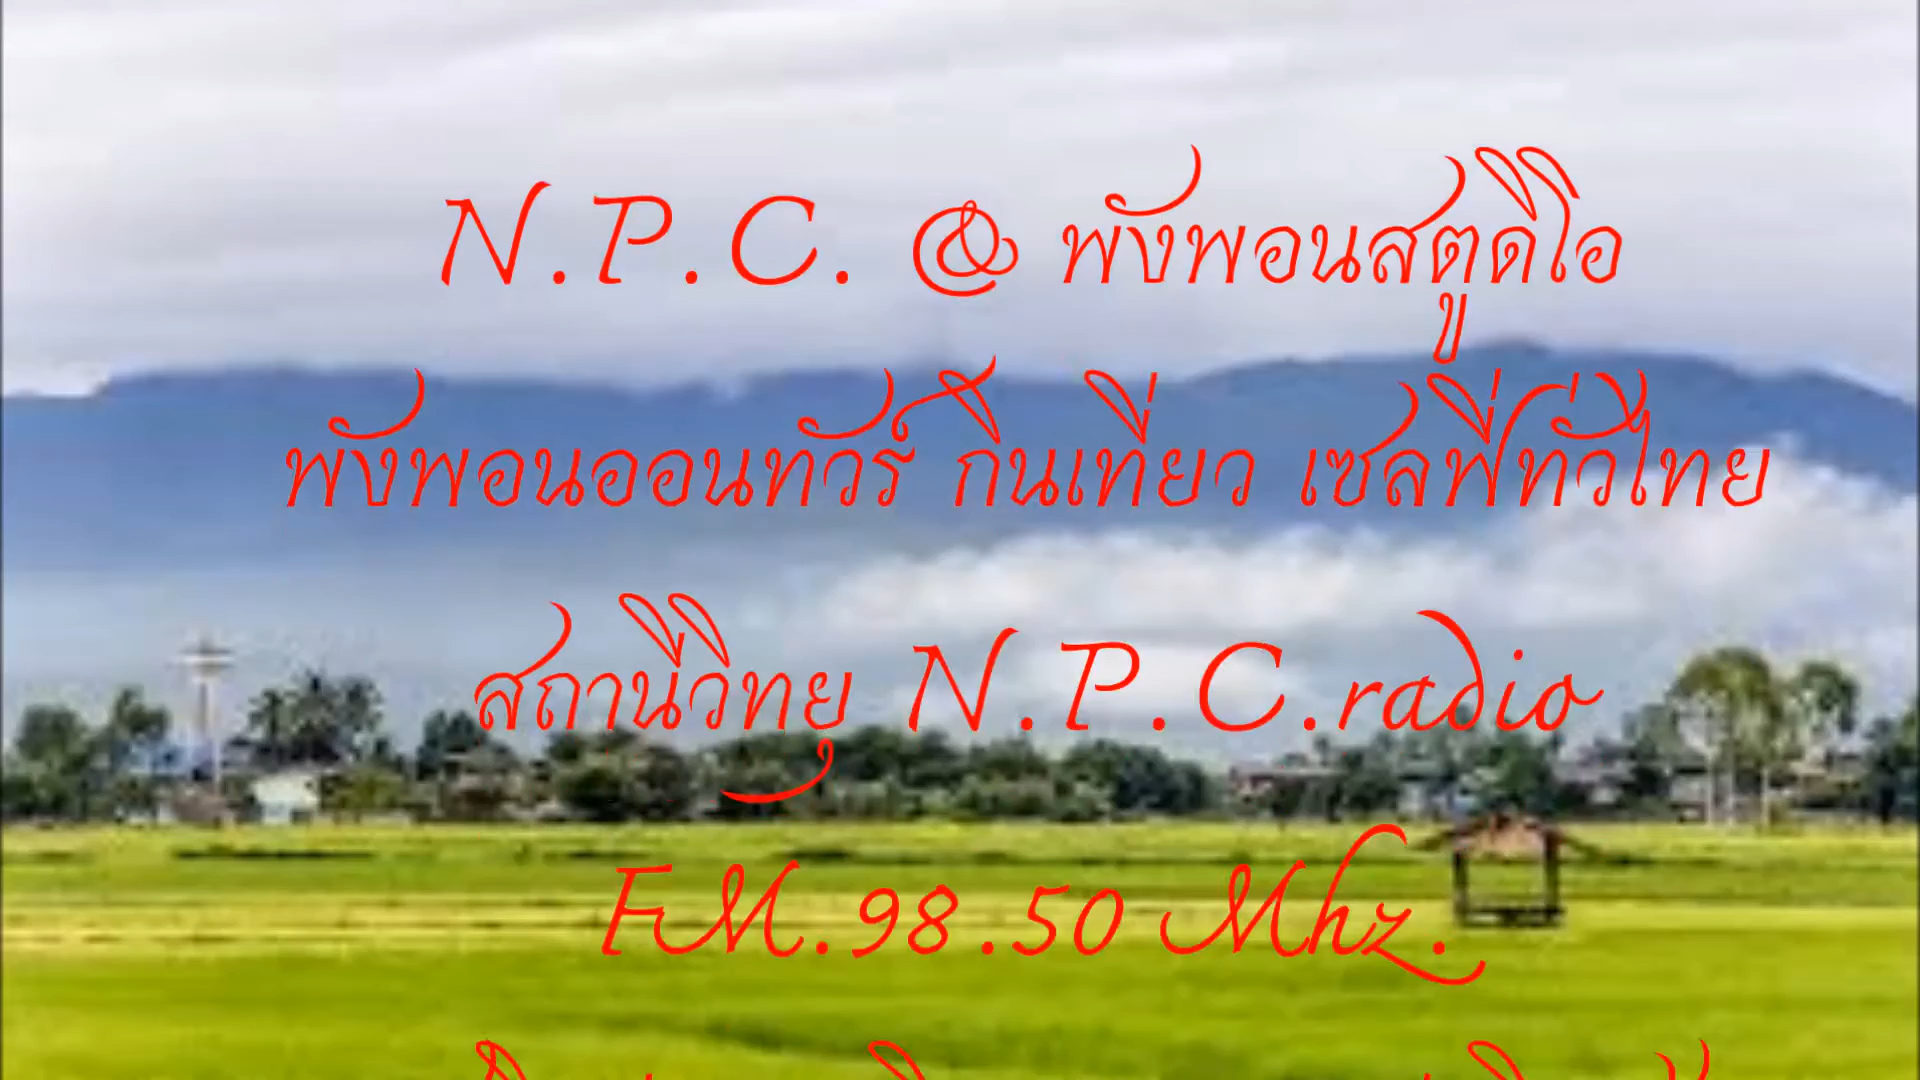 N.P.C. @ พังพอนสตูดิโอ
พังพอนออนทัวร์ กินเที่ยว เซลฟี่ทั่วไทย
สถานีวิทยุ N.P.C.radio
FM.98.50 Mhz.